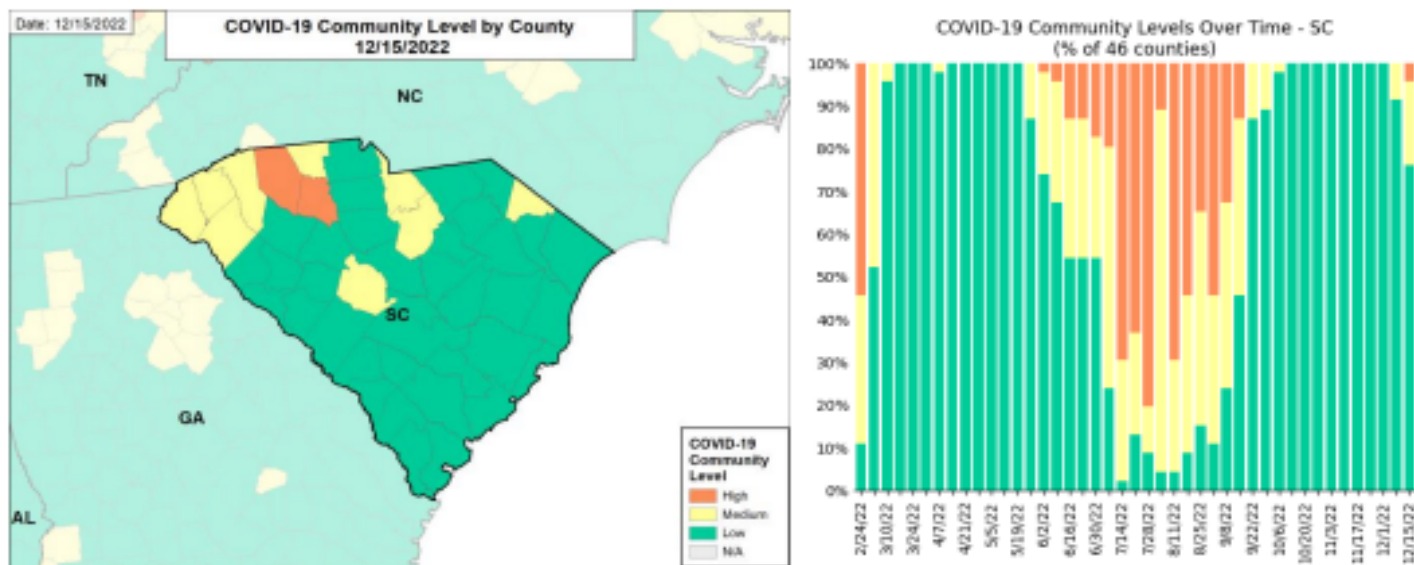 Date: 12/15/2022
COVID-19 Community Level by County
12/15/2022
TN
NC
SC
GA
AL
COVID-19
Community
Level
High
Medium
Low
N/A
COVID-19 Community Levels Over Time - SC
(% of 46 counties)
100%
90%
80%
70%
60%
50%
40%
30%
20%
10%
0%
2/24/22
3/10/22
3/24/22
4/7/22
4/21/22
5/5/22
5/19/22
6/2/22
6/16/22
6/30/22
7/14/22
7/28/22
8/11/22
8/25/22
9/8/22
9/22/22
10/6/22
10/20/22
11/3/22
11/17/22
12/1/22
12/15/22